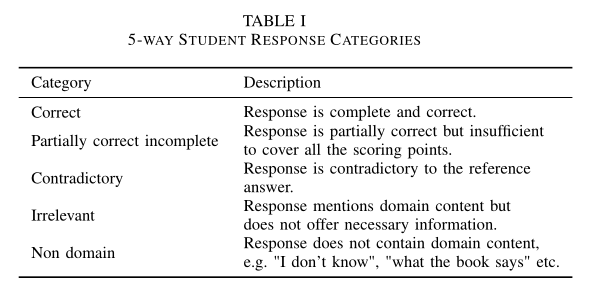 TABLE I
5-WAY STUDENT RESPONSE CATEGORIES
Category Description
Correct Response is complete and correct.
Partially correct incomplete Response is partially correct but insufficient
to cover all the scoring points.
Contradictory Response is contradictory to the reference
answer.
Irrelevant Response mentions domain content but
does not offer necessary information.
Non domain Response does not contain domain content,
e.g. "I don't know", "what the book says" etc.